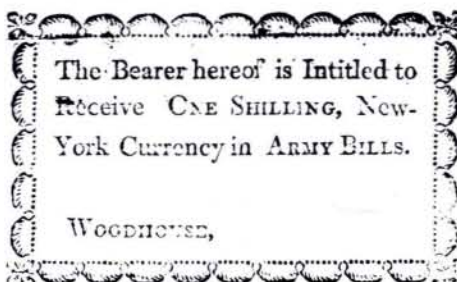 The Bearer hereof is Intitled to
Receive ONE SHILLING, New-
York Currency in ARMY BILLS.
WOODHOUSE,